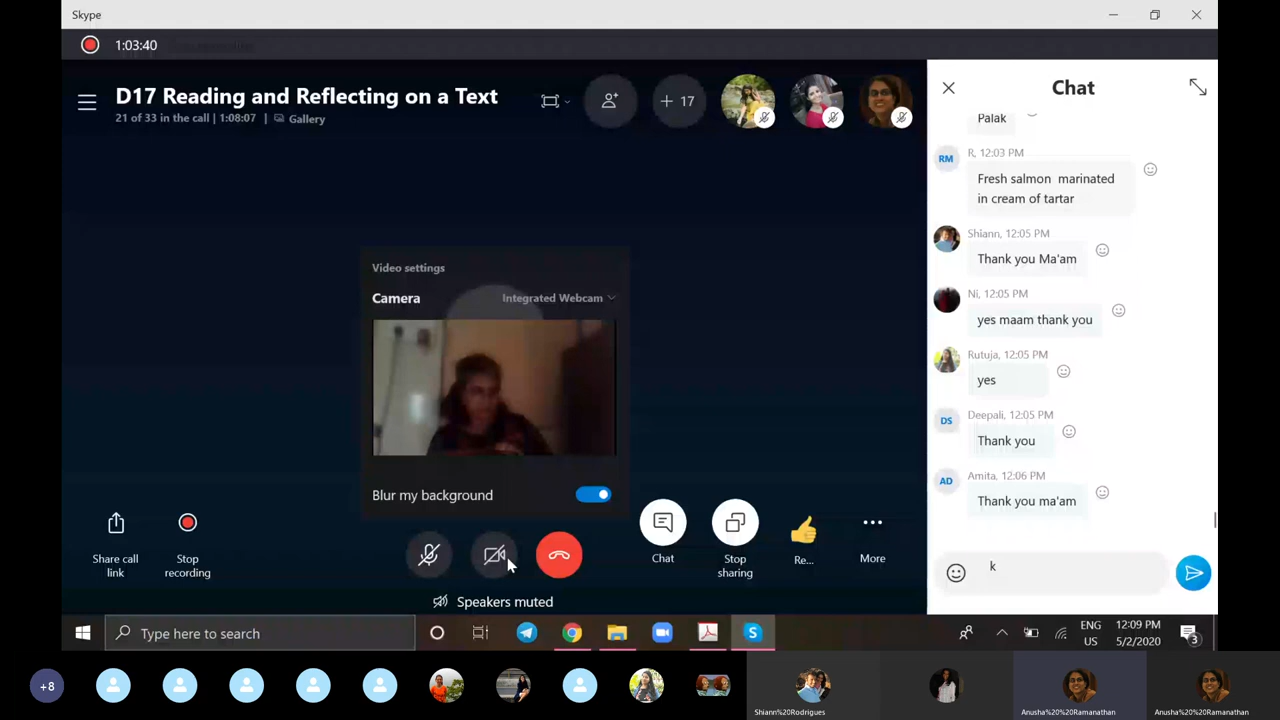 Skype
1:03:40
D17 Reading and Reflecting on a Text
21 of 33 in the call | 1:08:07 | Gallery
+ 17
Chat
Palak
RM
R, 12:03 PM
Fresh salmon marinated
in cream of tartar
Shiann, 12:05 PM
Thank you Ma'am
Ni, 12:05 PM
yes maam thank you
Rutuja, 12:05 PM
yes
DS
Deepali, 12:05 PM
Thank you
AD
Amita, 12:06 PM
Thank you ma'am
k
Video settings
Camera
Integrated Webcam
Blur my background
Share call
link
Stop
recording
Chat
Stop
sharing
Re...
More
Speakers muted
Type here to search
S
ENG
US
12:09 PM
5/2/2020
3
+8
Shiann%20Rodrigues
Anusha%20%20Ramanathan
Anusha%20%20Ramanathan